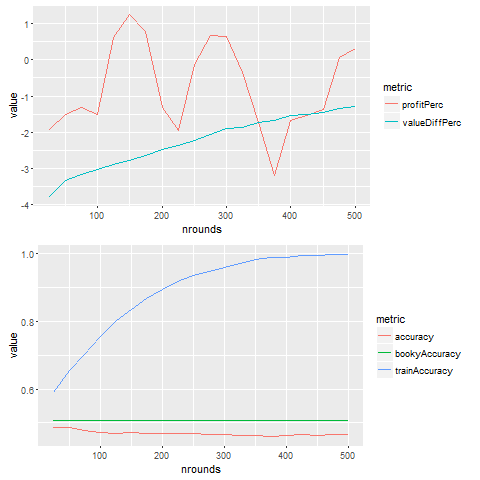 1
0
-1
-2
-3
-4
value
100
200
300
400
500
nrounds
metric
profitPerc
valueDiffPerc
1.0
0.8
0.6
value
100
200
300
400
500
nrounds
metric
accuracy
bookyAccuracy
trainAccuracy